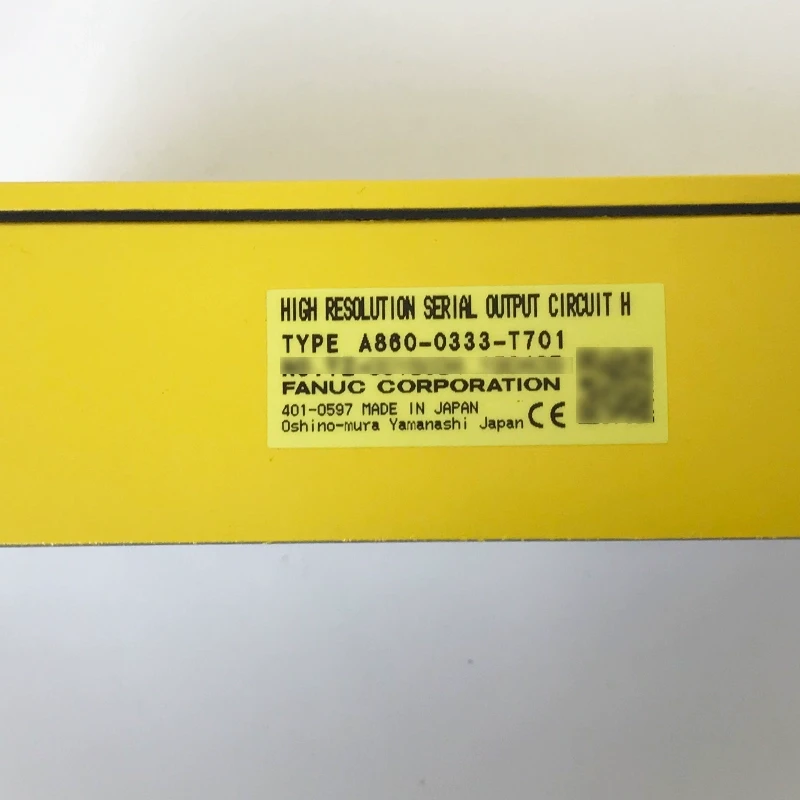 HIGH RESOLUTION SERIAL OUTPUT CIRCUIT H
TYPE A860-0333-T701
FANUC CORPORATION
401-0597 MADE IN JAPAN
Oshino-mura Yamanashi Japan CE